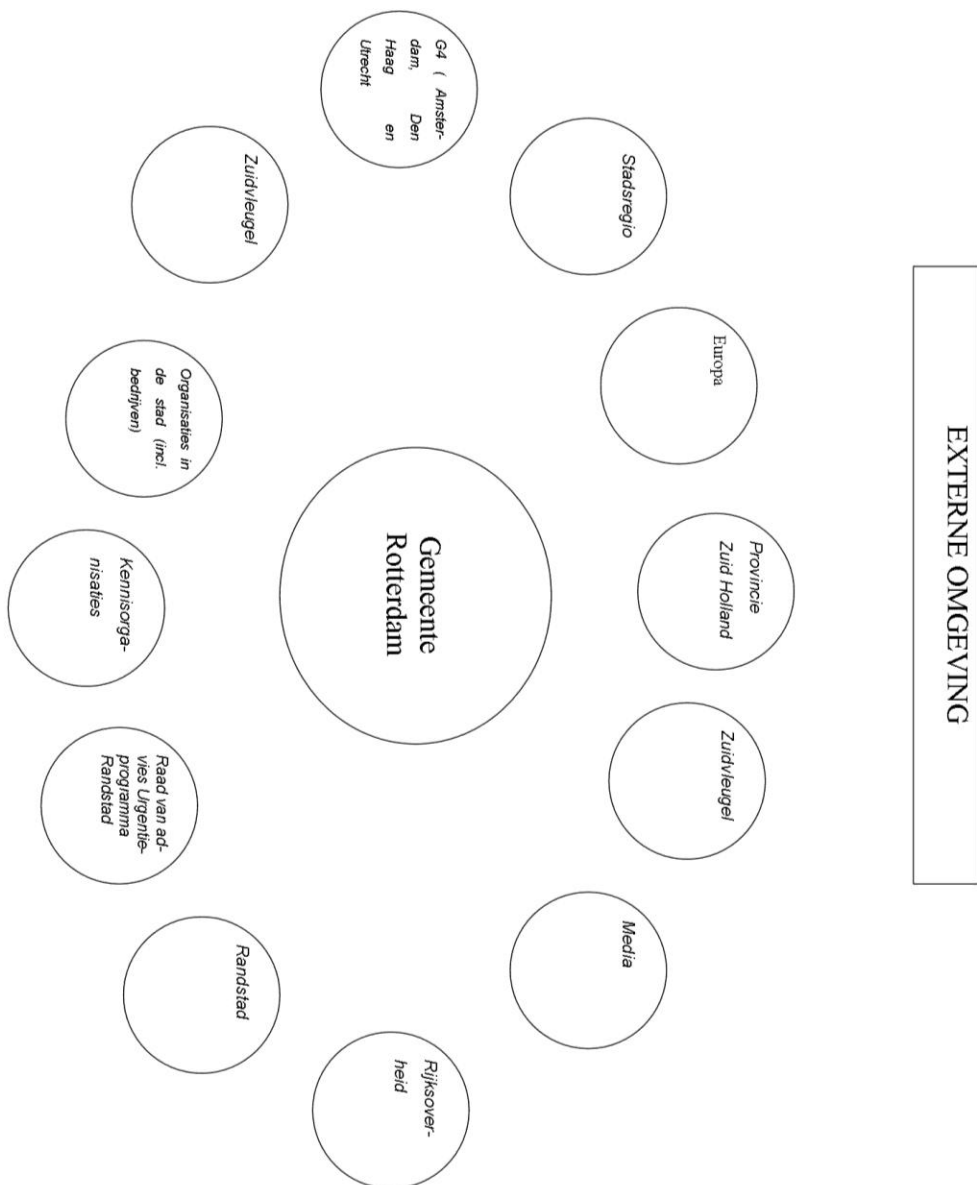 EXTERNE OMGEVING
Provincie
Zuid Holland
Europa
Zuidvleugel
Stadsregio
Media
G4 ( Amster-
dam, Den
Haag en
Utrecht
Gemeente
Rotterdam
Rijksover-
heid
Zuidvleugel
Randstad
Organisaties in
de stad (incl.
bedrijven)
Kennisorga-
nisaties
Raad van ad-
vies Urgentie-
programma
Randstad